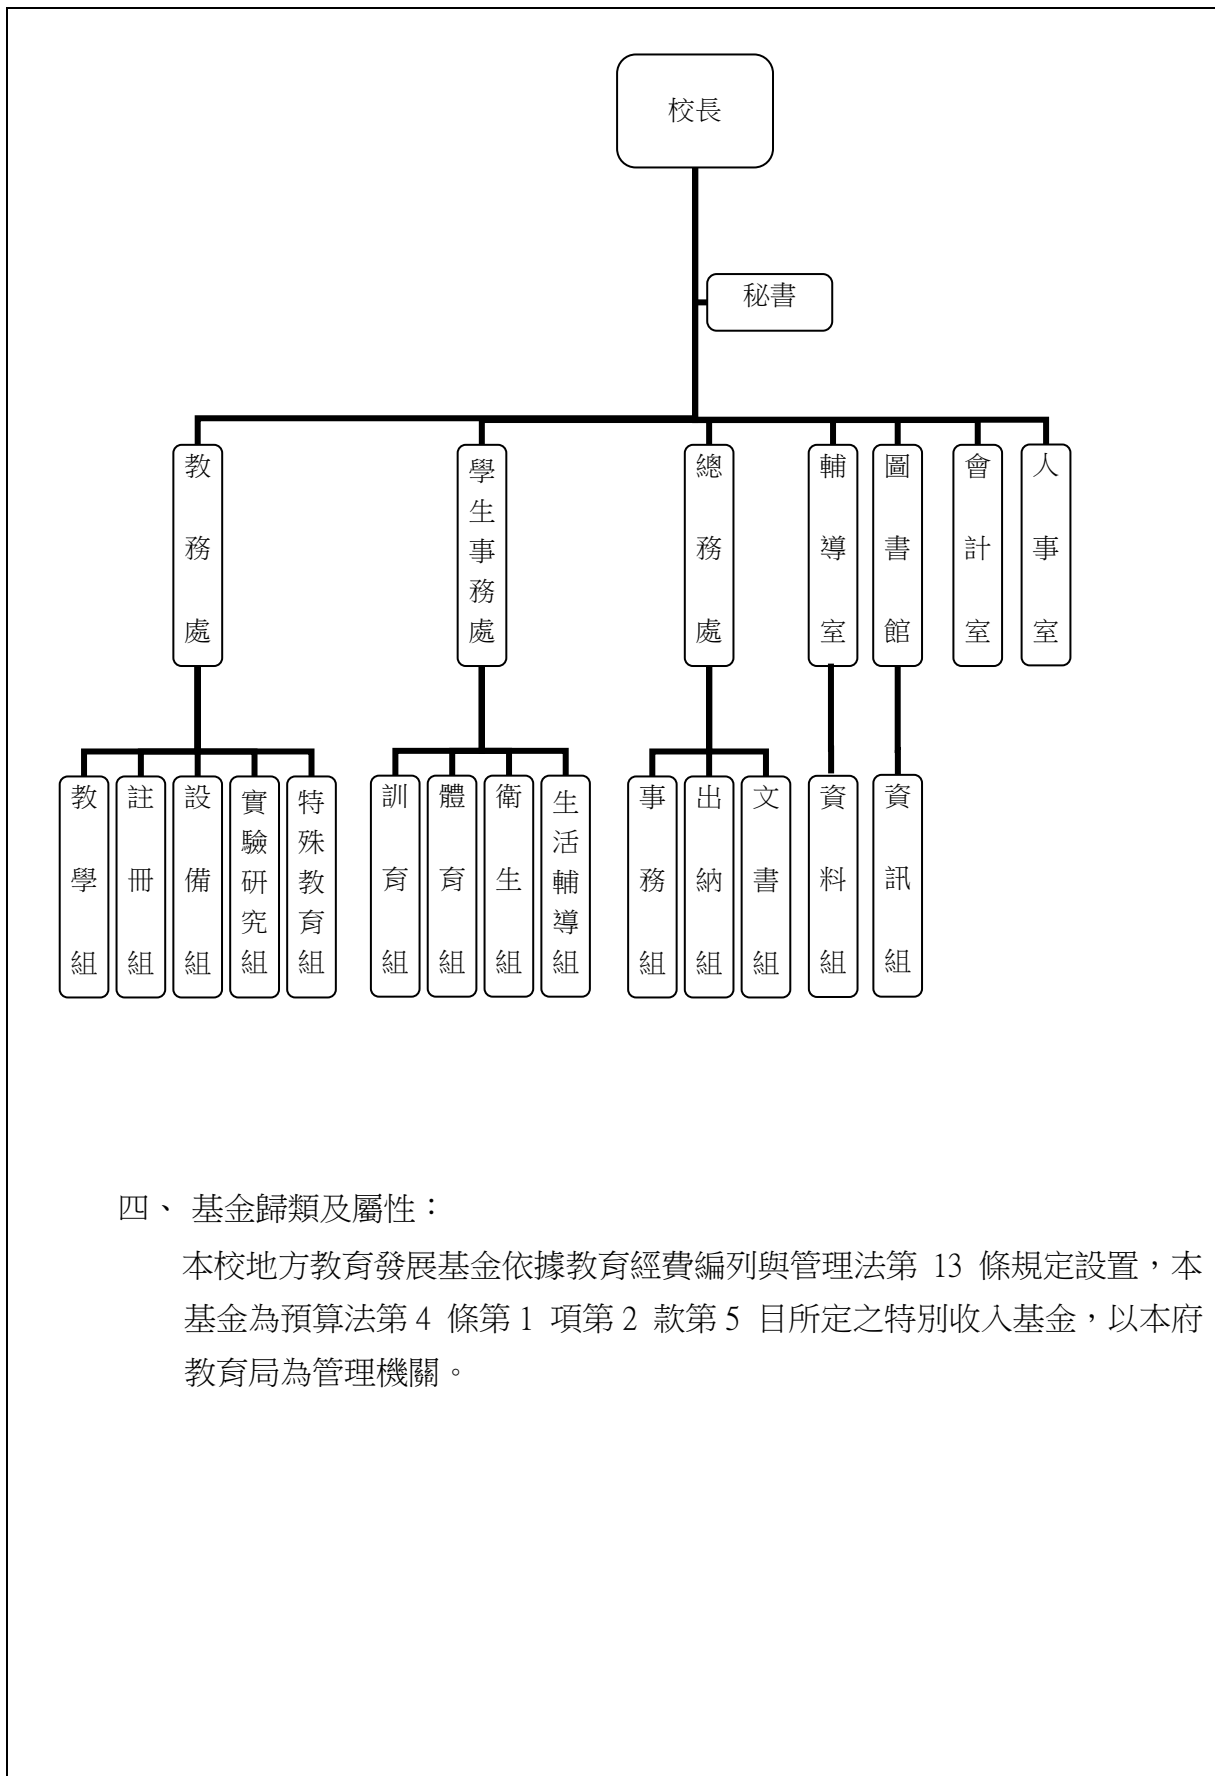 校長
秘書
教務處
學生事務處
總務處
輔導室
圖書館
會計室
人事室
教學組
註冊組
設備組
實驗研究組
特殊教育組
訓育組
體育組
衛生組
生活輔導組
事務組
出納組
文書組
資料組
資訊組
四、 基金歸類及屬性：
本校地方教育發展基金依據教育經費編列與管理法第 13 條規定設置，本
基金為預算法第 4 條第 1 項第 2 款第 5 目所定之特別收入基金，以本府
教育局為管理機關。